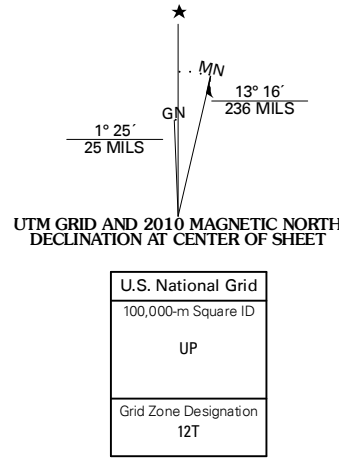 ★
MN
GN
13° 16´
236 MILS
1° 25´
25 MILS
UTM GRID AND 2010 MAGNETIC NORTH
DECLINATION AT CENTER OF SHEET
U.S. National Grid
100,000-m Square ID
UP
Grid Zone Designation
12T